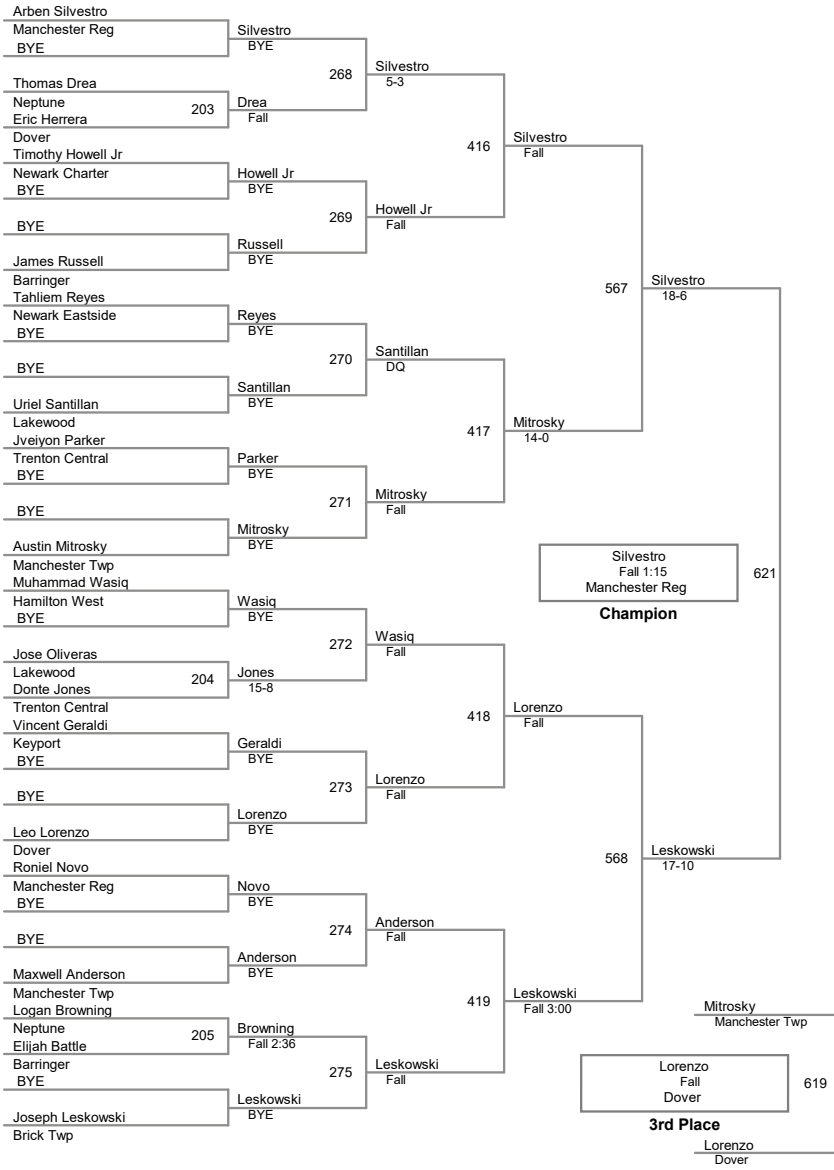 Arben Silvestro
Manchester Reg
BYE
Thomas Drea
Neptune
Eric Herrera
Dover
Timothy Howell Jr
Newark Charter
BYE
BYE
James Russell
Barringer
Tahliem Reyes
Newark Eastside
BYE
BYE
Uriel Santillan
Lakewood
Jveiyon Parker
Trenton Central
BYE
BYE
Austin Mitrosky
Manchester Twp
Muhammad Wasiq
Hamilton West
BYE
Jose Oliveras
Lakewood
Donte Jones
Trenton Central
Vincent Geraldi
Keyport
BYE
BYE
Leo Lorenzo
Dover
Roniel Novo
Manchester Reg
BYE
BYE
Maxwell Anderson
Manchester Twp
Logan Browning
Neptune
Elijah Battle
Barringer
BYE
Joseph Leskowski
Brick Twp
203
204
205
Silvestro
BYE
Drea
Fall
Howell Jr
BYE
Russell
BYE
Reyes
BYE
Santillan
BYE
Parker
BYE
Mitrosky
BYE
Wasiq
BYE
Jones
15-8
Geraldi
BYE
Lorenzo
BYE
Novo
BYE
Anderson
BYE
Browning
Fall 2:36
Leskowski
BYE
268
269
270
271
272
273
274
275
Silvestro
5-3
Howell Jr
Fall
Santillan
DQ
Mitrosky
Fall
Wasiq
Fall
Lorenzo
Fall
Anderson
Fall
Leskowski
Fall
416
417
418
419
Silvestro
Fall
Mitrosky
14-0
Lorenzo
Fall
Leskowski
Fall 3:00
567
568
Silvestro
18-6
Leskowski
17-10
Silvestro
Fall 1:15
Manchester Reg
621
Champion
Mitrosky
Manchester Twp
Lorenzo
Fall
Dover
619
3rd Place
Lorenzo
Dover